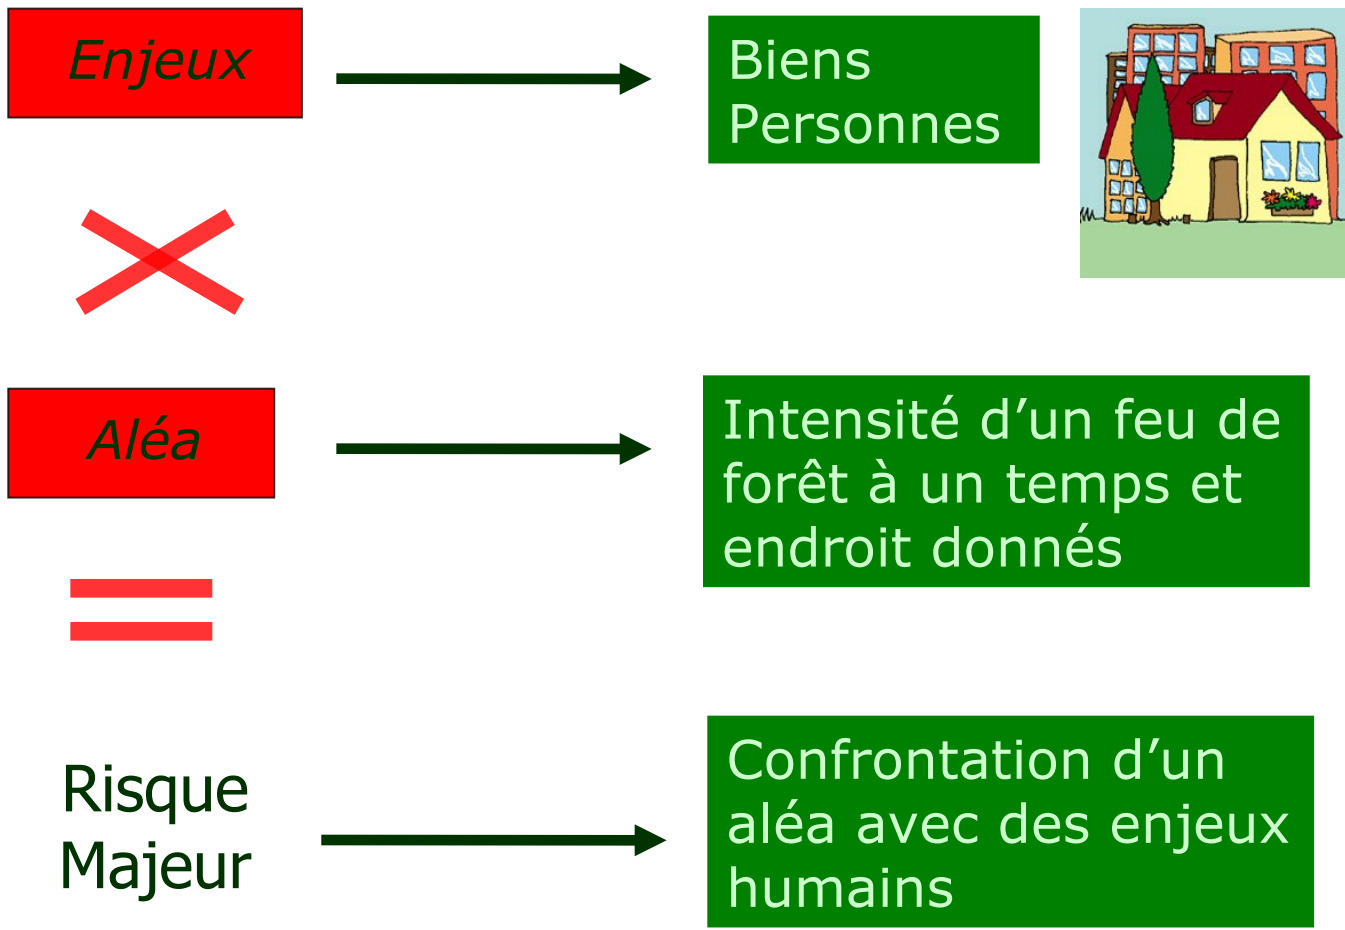 Enjeux
Biens
Personnes
Aléa
Intensité d’un feu de
forêt à un temps et
endroit donnés
Risque
Majeur
Confrontation d’un
aléa avec des enjeux
humains